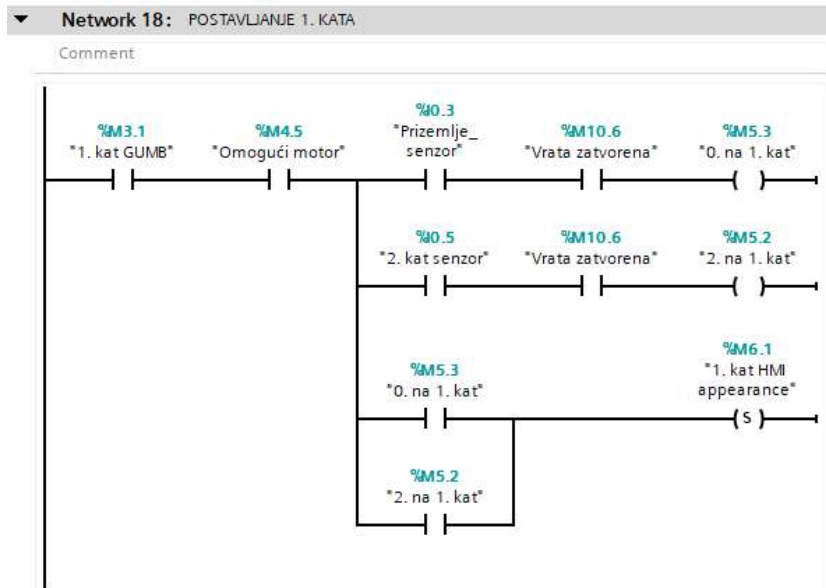 Network 18: POSTAVLJANJE 1. KATA
Comment
%I0.3
%M3.1 %M4.5 "Prizemlje_ %M10.6 %M5.3
"1. kat GUMB" "Omogući motor" senzor" "Vrata zatvorena" "0. na 1. kat"
%I0.5 %M10.6 %M5.2
"2. kat senzor" "Vrata zatvorena" "2. na 1. kat"
%M6.1
%M5.3 "1. kat HMI
"0. na 1. kat" appearance"
S
%M5.2
"2. na 1. kat"